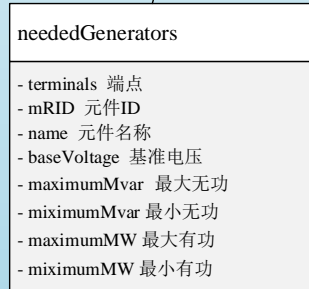 neededGenerators
- terminals 端点
- mRID 元件ID
- name 元件名称
- baseVoltage 基准电压
- maximumMvar 最大无功
- miximumMvar 最小无功
- maximumMW 最大有功
- miximumMW 最小有功